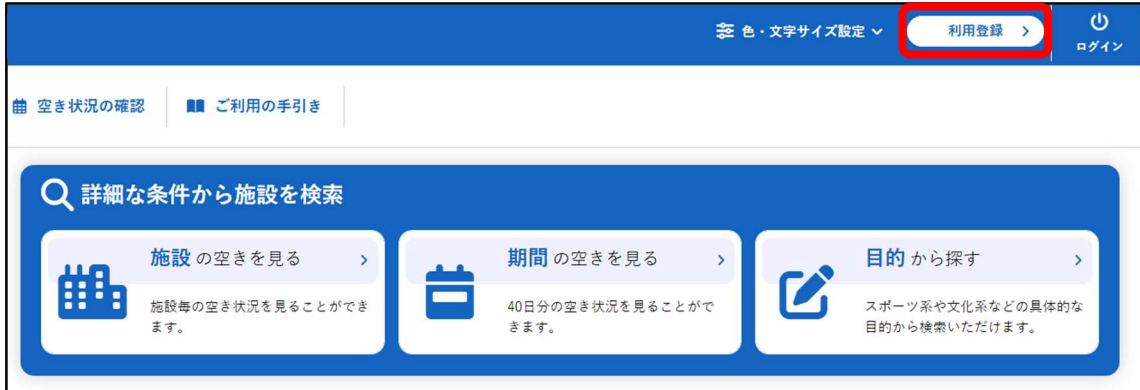 色・文字サイズ設定
利用登録
ログイン
空き状況の確認
ご利用の手引き
詳細な条件から施設を検索
施設 の空きを見る
施設毎の空き状況を見ることができ
ます。
期間 の空きを見る
40日分の空き状況を見ることがで
きます。
目的 から探す
スポーツ系や文化系などの具体的な
目的から検索いただけます。